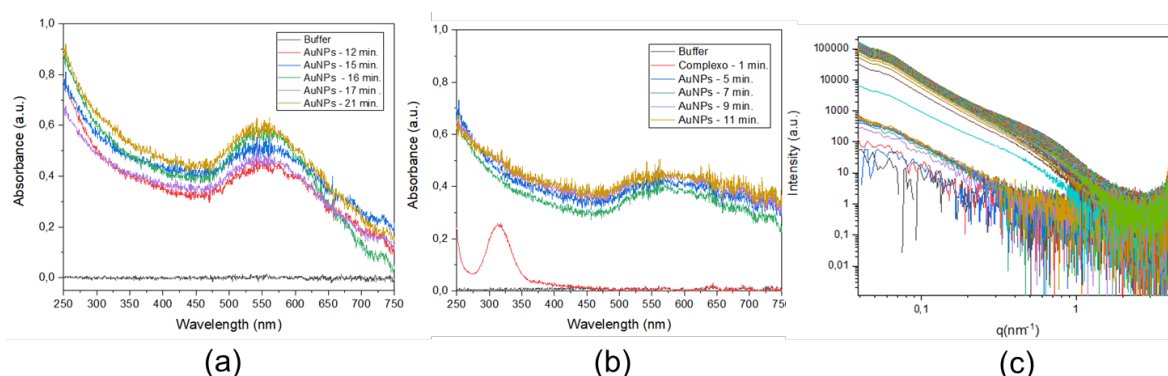 1,0
0,8
0,6
0,4
0,2
0,0
Absorbance (a.u.)
250 300 350 400 450 500 550 600 650 700 750
Wavelength (nm)
Buffer
AuNPs - 12 min.
AuNPs - 15 min.
AuNPs - 16 min.
AuNPs - 17 min.
AuNPs - 21 min.
(a)
1,0
0,8
0,6
0,4
0,2
0,0
Absorbance (a.u.)
250 300 350 400 450 500 550 600 650 700 750
Wavelength (nm)
Buffer
Complexo - 1 min.
AuNPs - 5 min.
AuNPs - 7 min.
AuNPs - 9 min.
AuNPs - 11 min.
(b)
100000
10000
1000
100
10
1
0,1
0,01
Intensity (a.u.)
0,1 1
q(nm⁻¹)
(c)